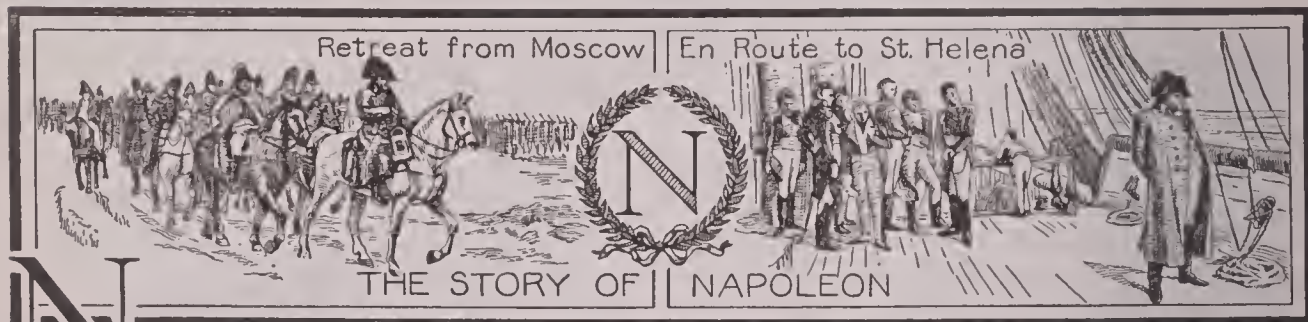 Retreat from Moscow
En Route to St. Helena
N
THE STORY OF NAPOLEON
N